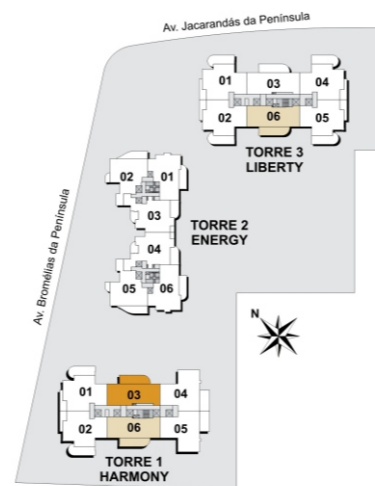 Av. Jacarandás da Península
01 03 04
02 06 05
TORRE 3
LIBERTY
02 01
03
04
05 06
TORRE 2
ENERGY
Av. Bromélias da Península
N
01 03 04
02 06 05
TORRE 1
HARMONY